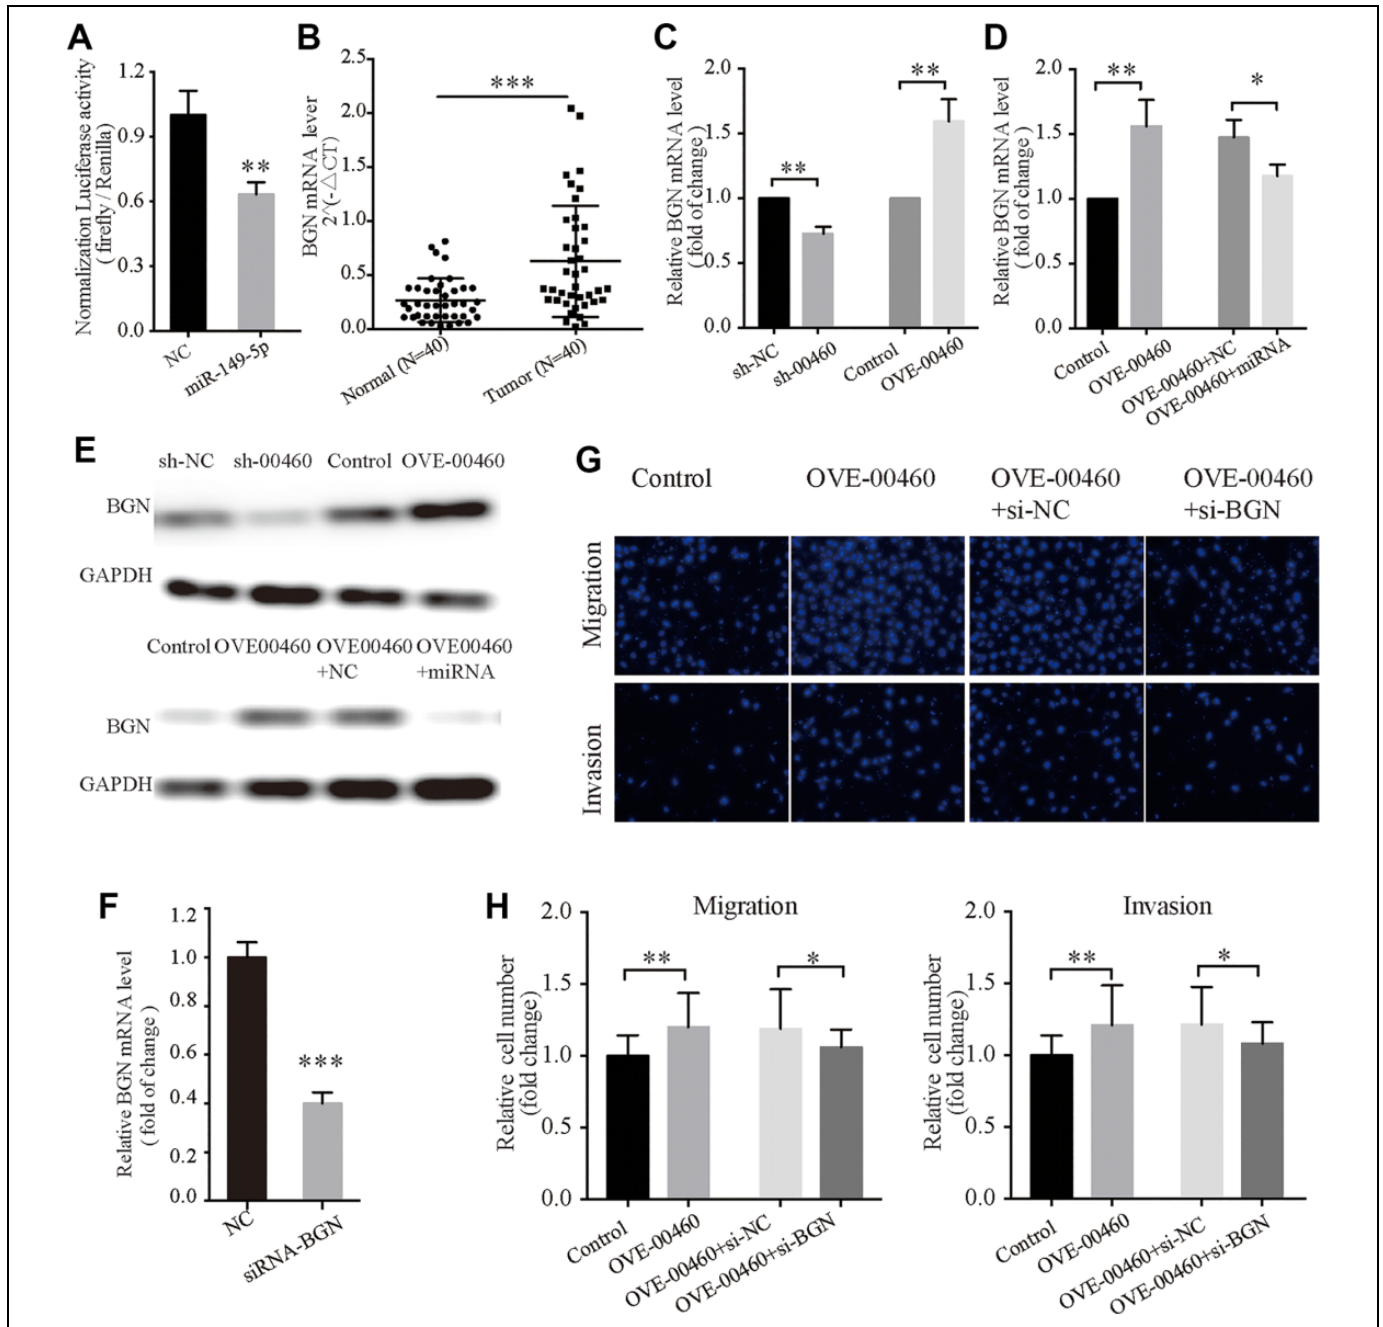 A
Normalization Luciferase activity
( firefly / Renilla)
1.2
0.9
0.6
0.3
0.0
**
NC
miR-149-5p
B
BGN mRNA lever
2^(-△CT)
2.5
2.0
1.5
1.0
0.5
0.0
***
Normal (N=40)
Tumor (N=40)
C
Relative BGN mRNA level
( fold of change)
2.0
1.5
1.0
0.5
0.0
**
**
sh-NC
sh-00460
Control
OVE-00460
D
Relative BGN mRNA level
( fold of change)
2.0
1.5
1.0
0.5
0.0
**
*
Control
OVE-00460
OVE-00460+NC
OVE-00460+miRNA
E
sh-NC sh-00460 Control OVE-00460
BGN
GAPDH
Control OVE00460 OVE00460 OVE00460
+NC +miRNA
BGN
GAPDH
G
Control OVE-00460 OVE-00460 OVE-00460
+si-NC +si-BGN
Migration
Invasion
F
Relative BGN mRNA level
( fold of change )
1.2
1.0
0.8
0.6
0.4
0.2
0.0
***
NC
siRNA-BGN
H
Migration
Relative cell number
(fold change)
2.0
1.5
1.0
0.5
0.0
**
*
Control
OVE-00460
OVE-00460+si-NC
OVE-00460+si-BGN
Invasion
Relative cell number
(fold change)
2.0
1.5
1.0
0.5
0.0
**
*
Control
OVE-00460
OVE-00460+si-NC
OVE-00460+si-BGN